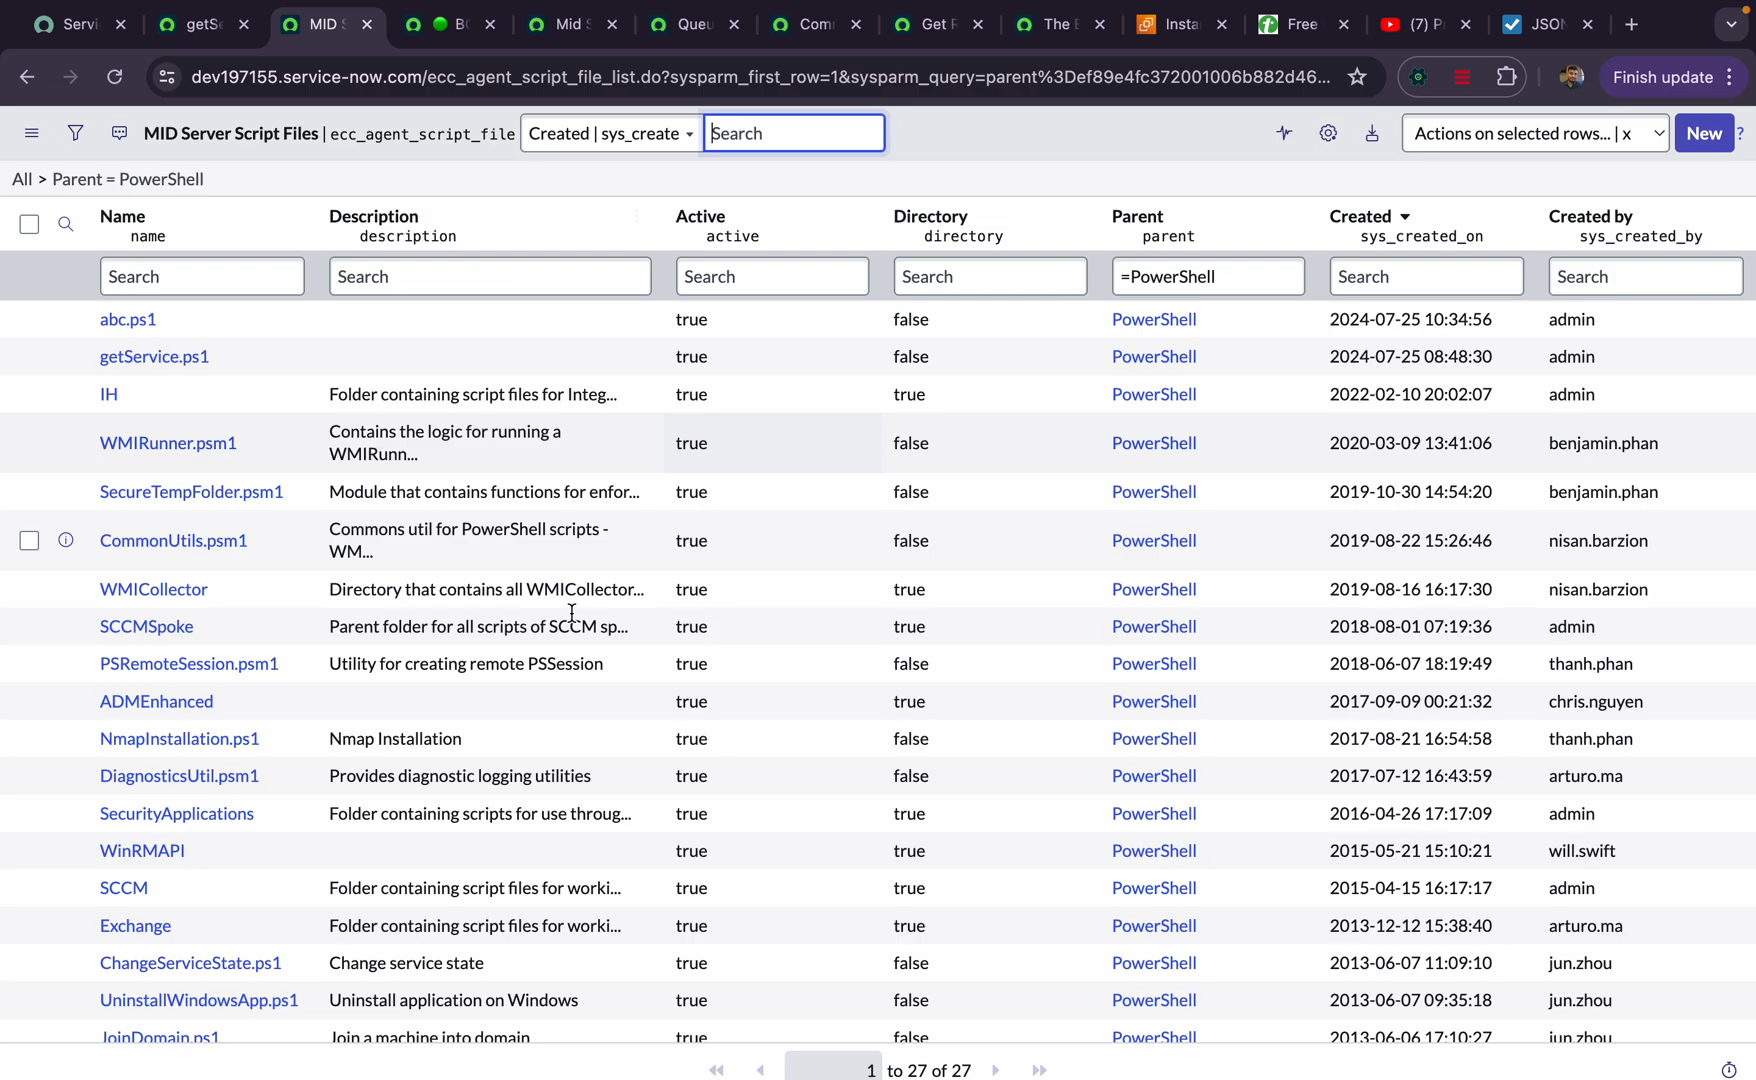 Servi getS MID S BC Mid S Queu Com Get R The E Insta Free (7) P JSON
dev197155.service-now.com/ecc_agent_script_file_list.do?sysparm_first_row=1&sysparm_query=parent%3Def89e4fc372001006b882d46... Finish update
MID Server Script Files | ecc_agent_script_file Created | sys_create Search Actions on selected rows... | x New ?
All > Parent = PowerShell
Name Description Active Directory Parent Created Created by
name description active directory parent sys_created_on sys_created_by
Search Search Search Search =PowerShell Search Search
abc.ps1 true false PowerShell 2024-07-25 10:34:56 admin
getService.ps1 true false PowerShell 2024-07-25 08:48:30 admin
IH Folder containing script files for Integ... true true PowerShell 2022-02-10 20:02:07 admin
WMIRunner.psm1 Contains the logic for running a true false PowerShell 2020-03-09 13:41:06 benjamin.phan
WMIRunn...
SecureTempFolder.psm1 Module that contains functions for enfor... true false PowerShell 2019-10-30 14:54:20 benjamin.phan
CommonUtils.psm1 Commons util for PowerShell scripts - true false PowerShell 2019-08-22 15:26:46 nisan.barzion
WM...
WMICollector Directory that contains all WMICollector... true true PowerShell 2019-08-16 16:17:30 nisan.barzion
SCCMSpoke Parent folder for all scripts of SCCM sp... true true PowerShell 2018-08-01 07:19:36 admin
PSRemoteSession.psm1 Utility for creating remote PSSession true false PowerShell 2018-06-07 18:19:49 thanh.phan
ADMEnhanced true true PowerShell 2017-09-09 00:21:32 chris.nguyen
NmapInstallation.ps1 Nmap Installation true false PowerShell 2017-08-21 16:54:58 thanh.phan
DiagnosticsUtil.psm1 Provides diagnostic logging utilities true false PowerShell 2017-07-12 16:43:59 arturo.ma
SecurityApplications Folder containing scripts for use throug... true true PowerShell 2016-04-26 17:17:09 admin
WinRMAPI true true PowerShell 2015-05-21 15:10:21 will.swift
SCCM Folder containing script files for worki... true true PowerShell 2015-04-15 16:17:17 admin
Exchange Folder containing script files for worki... true true PowerShell 2013-12-12 15:38:40 arturo.ma
ChangeServiceState.ps1 Change service state true false PowerShell 2013-06-07 11:09:10 jun.zhou
UninstallWindowsApp.ps1 Uninstall application on Windows true false PowerShell 2013-06-07 09:35:18 jun.zhou
JoinDomain.ps1 Join a machine into domain true false PowerShell 2013-06-06 17:10:27 jun.zhou
1 to 27 of 27